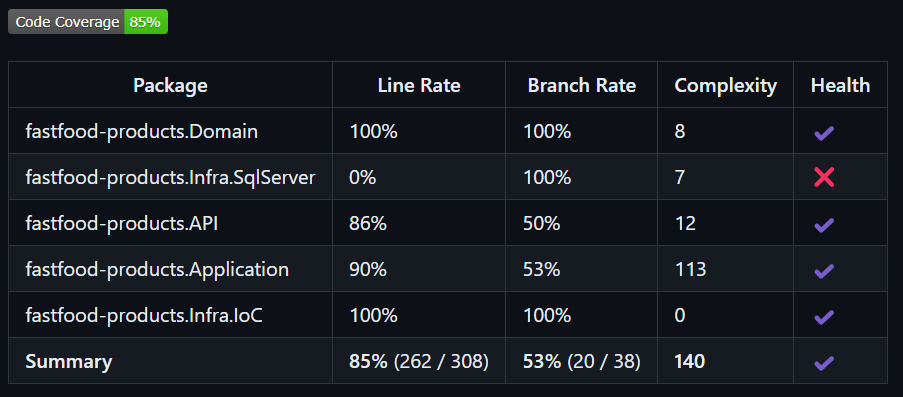 Code Coverage 85%
Package Line Rate Branch Rate Complexity Health
fastfood-products.Domain 100% 100% 8
fastfood-products.Infra.SqlServer 0% 100% 7
fastfood-products.API 86% 50% 12
fastfood-products.Application 90% 53% 113
fastfood-products.Infra.IoC 100% 100% 0
Summary 85% (262 / 308) 53% (20 / 38) 140